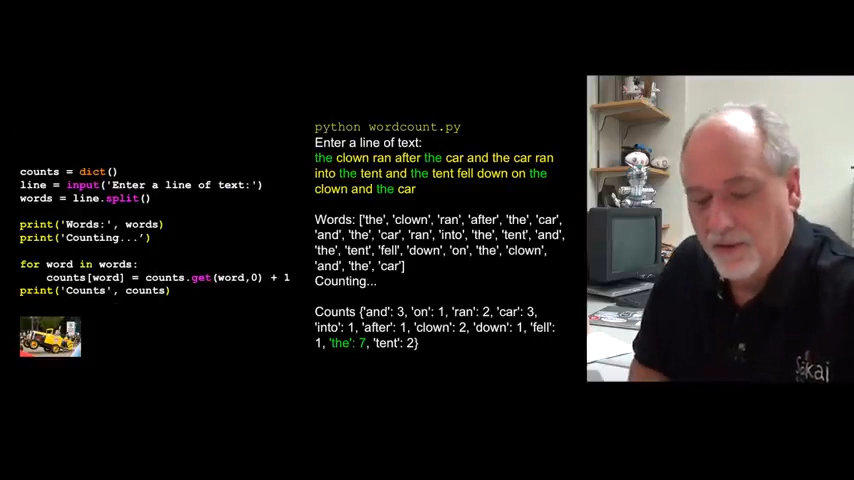 counts = dict()
line = input('Enter a line of text:')
words = line.split()
print('Words:', words)
print('Counting...’)
for word in words:
counts[word] = counts.get(word,0) + 1
print('Counts', counts)
python wordcount.py
Enter a line of text:
the clown ran after the car and the car ran
into the tent and the tent fell down on the
clown and the car
Words: ['the', 'clown', 'ran', 'after', 'the', 'car',
'and', 'the', 'car', 'ran', 'into', 'the', 'tent', 'and',
'the', 'tent', 'fell', 'down', 'on', 'the', 'clown',
'and', 'the', 'car']
Counting...
Counts {'and': 3, 'on': 1, 'ran': 2, 'car': 3,
'into': 1, 'after': 1, 'clown': 2, 'down': 1, 'fell':
1, 'the': 7, 'tent': 2}
Sakai